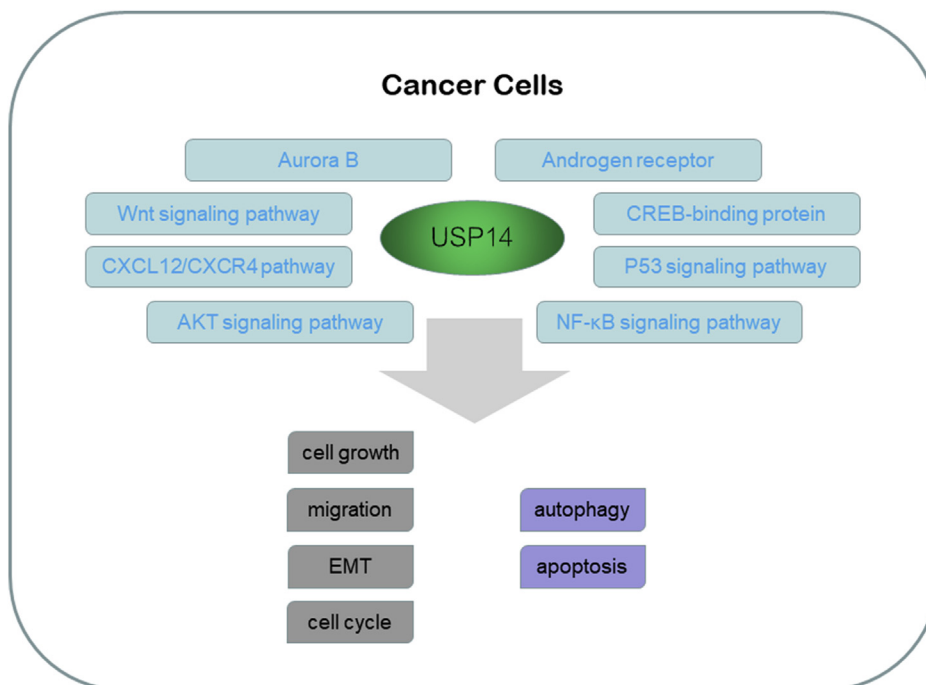 Cancer Cells
Aurora B
Androgen receptor
Wnt signaling pathway
USP14
CREB-binding protein
CXCL12/CXCR4 pathway
P53 signaling pathway
AKT signaling pathway
NF-κB signaling pathway
cell growth
migration
autophagy
EMT
apoptosis
cell cycle